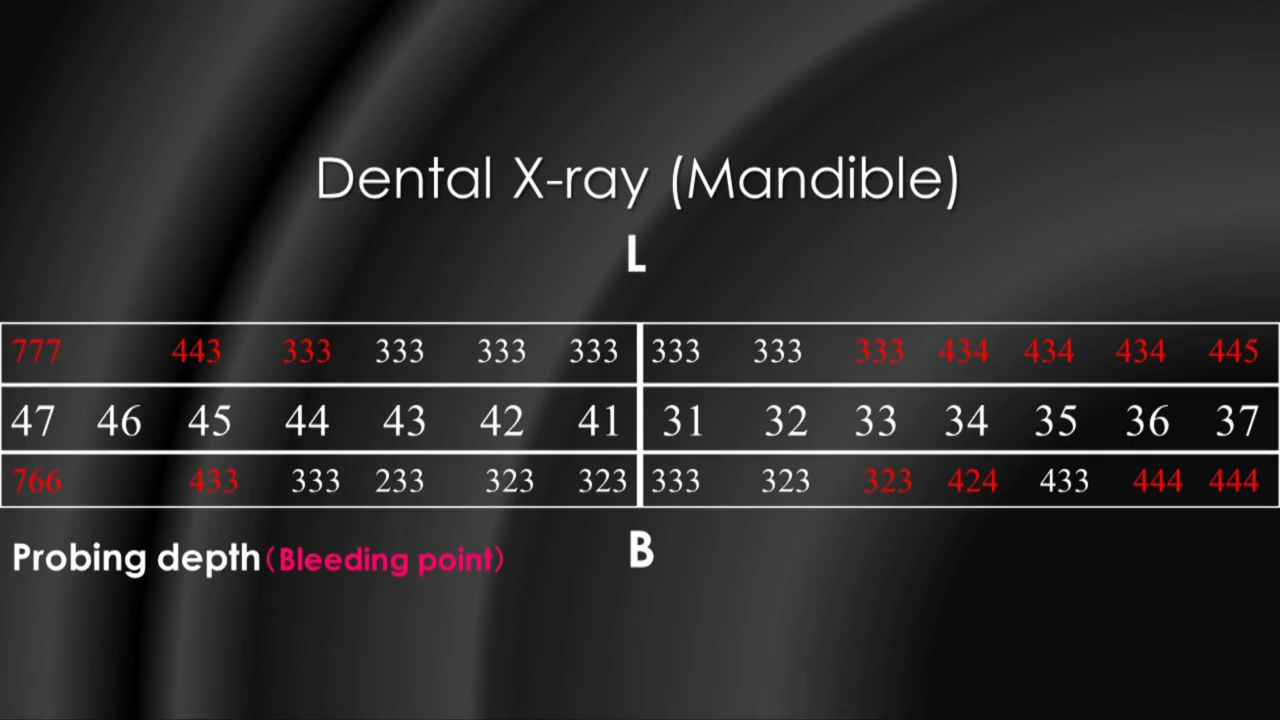 Dental X-ray (Mandible)
L
777 443 333 333 333 333 333 333 333 434 434 434 445
47 46 45 44 43 42 41 31 32 33 34 35 36 37
766 433 333 233 323 323 333 323 323 424 433 444 444
Probing depth（Bleeding point） B